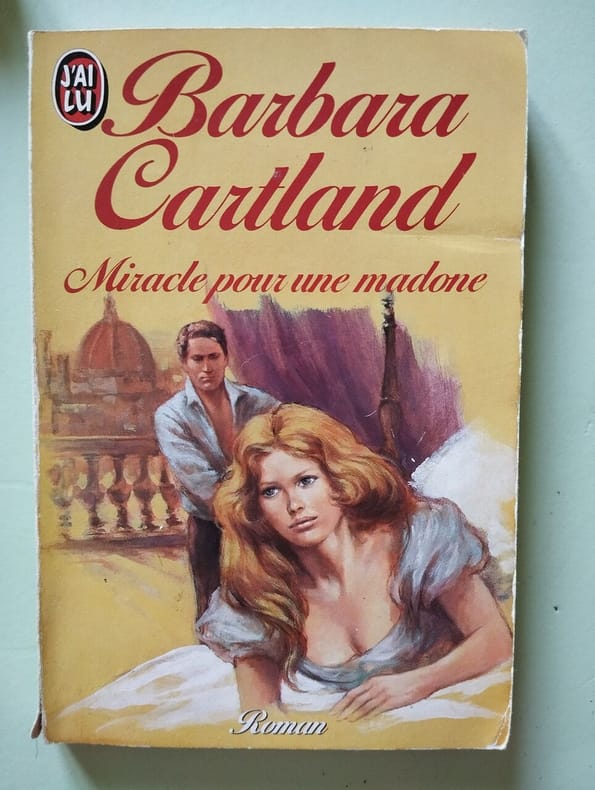 J'AI
LU
Barbara
Cartland
Miracle pour une madone
Roman